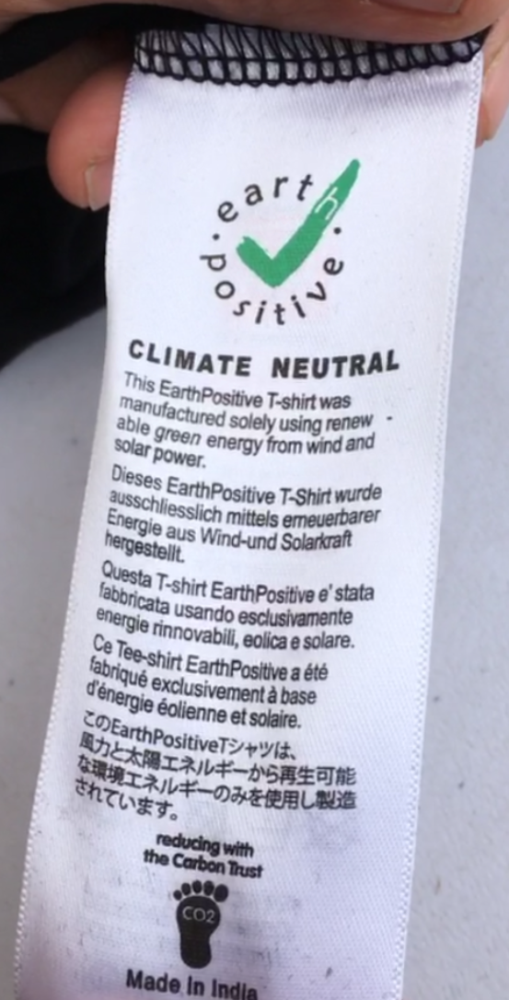 earth
positive
CLIMATE NEUTRAL
This EarthPositive T-shirt was
manufactured solely using renew -
able green energy from wind and
solar power.
Dieses EarthPositive T-Shirt wurde
ausschliesslich mittels erneuerbarer
Energie aus Wind-und Solarkraft
hergestellt.
Questa T-shirt EarthPositive e' stata
fabbricata usando esclusivamente
energie rinnovabili, eolica e solare.
Ce Tee-shirt EarthPositive a été
fabriqué exclusivement à base
d'énergie éolienne et solaire.
このEarthPositiveTシャツは、
風力と太陽エネルギーから再生可能
な環境エネルギーのみを使用し製造
されています。
reducing with
the Carbon Trust
CO2
Made in India